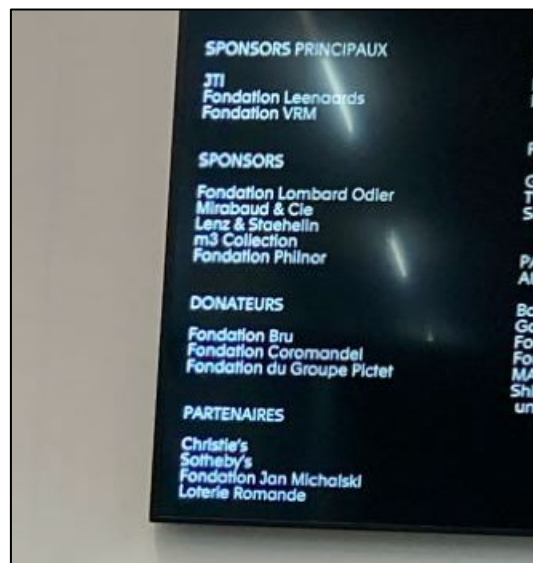 SPONSORS PRINCIPAUX
JTI
Fondation Leenaards
Fondation VRM
SPONSORS
Fondation Lombard Odier
Mirabaud & Cie
Lenz & Staehelin
m3 Collection
Fondation Philnor
DONATEURS
Fondation Bru
Fondation Coromandel
Fondation du Groupe Pictet
PARTENAIRES
Christie's
Sotheby's
Fondation Jan Michalski
Loterie Romande